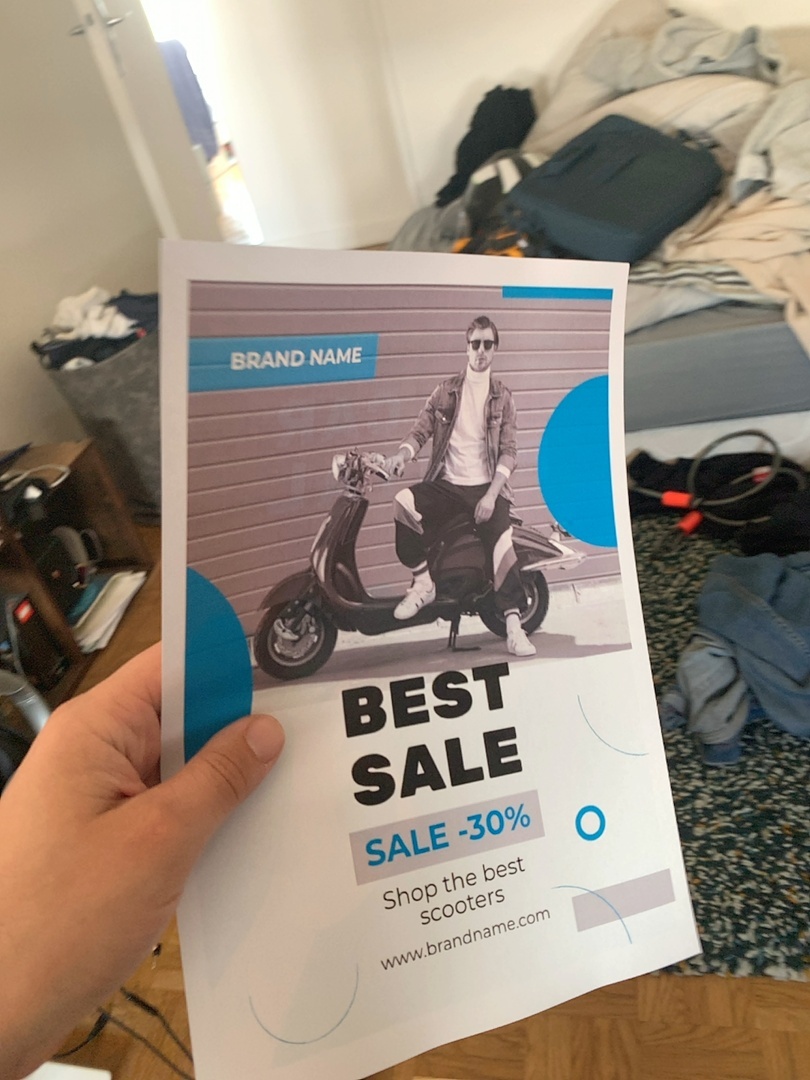 BRAND NAME
BEST
SALE
SALE -30%
Shop the best
scooters
www.brandname.com